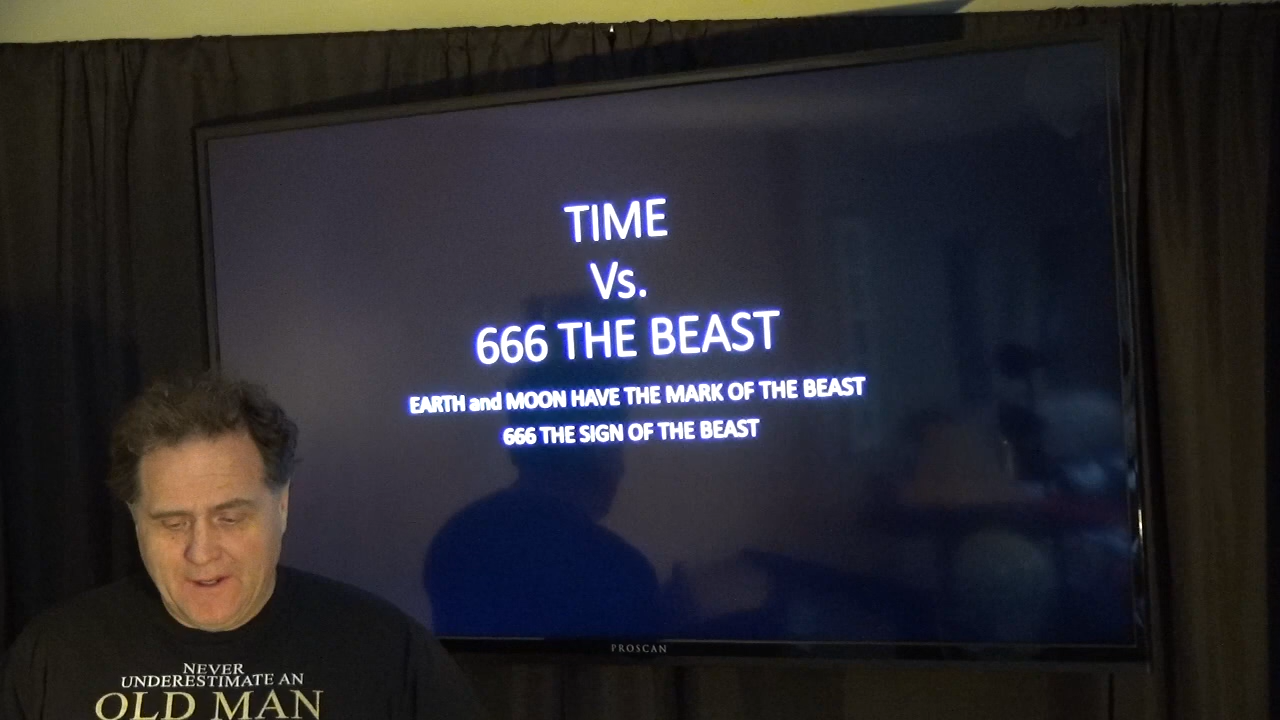 TIME
Vs.
666 THE BEAST
EARTH and MOON HAVE THE MARK OF THE BEAST
666 THE SIGN OF THE BEAST
PROSCAN
NEVER
UNDERESTIMATE AN
OLD MAN